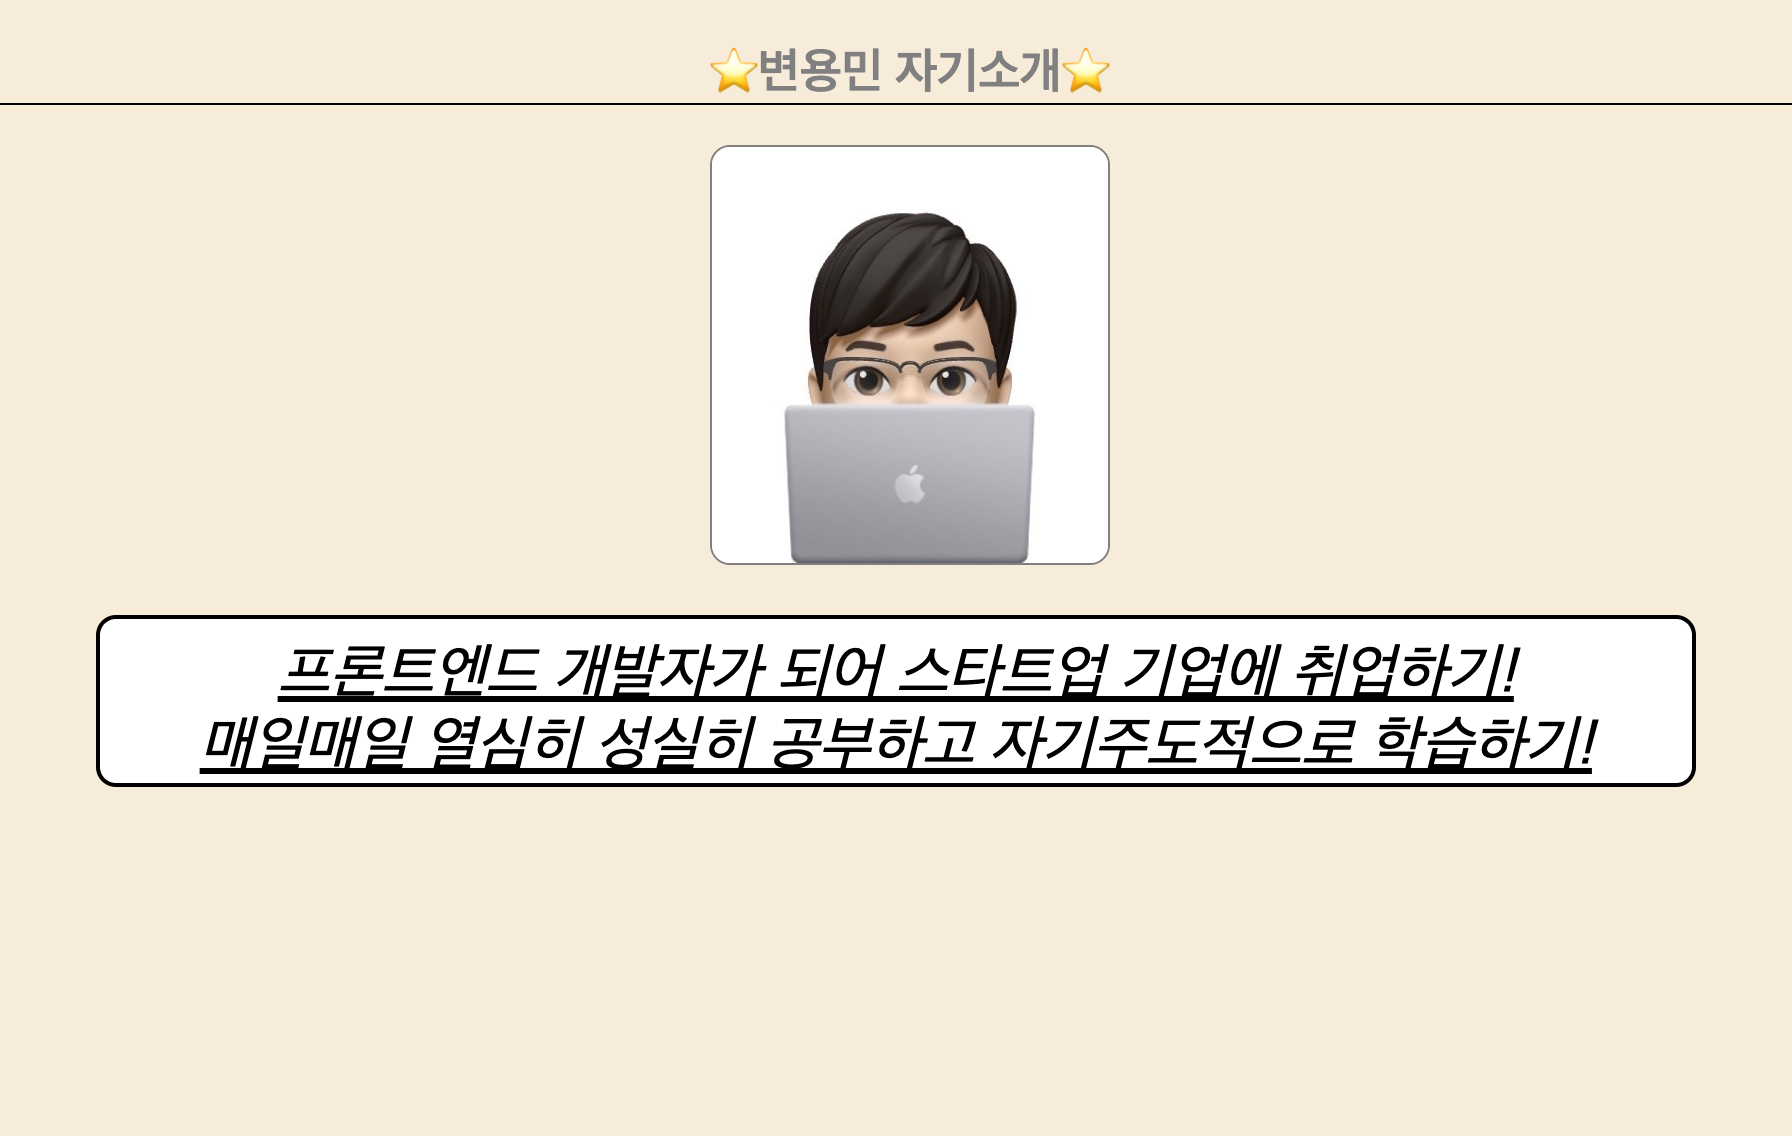 ⭐변용민 자기소개⭐
프론트엔드 개발자가 되어 스타트업 기업에 취업하기!
매일매일 열심히 성실히 공부하고 자기주도적으로 학습하기!